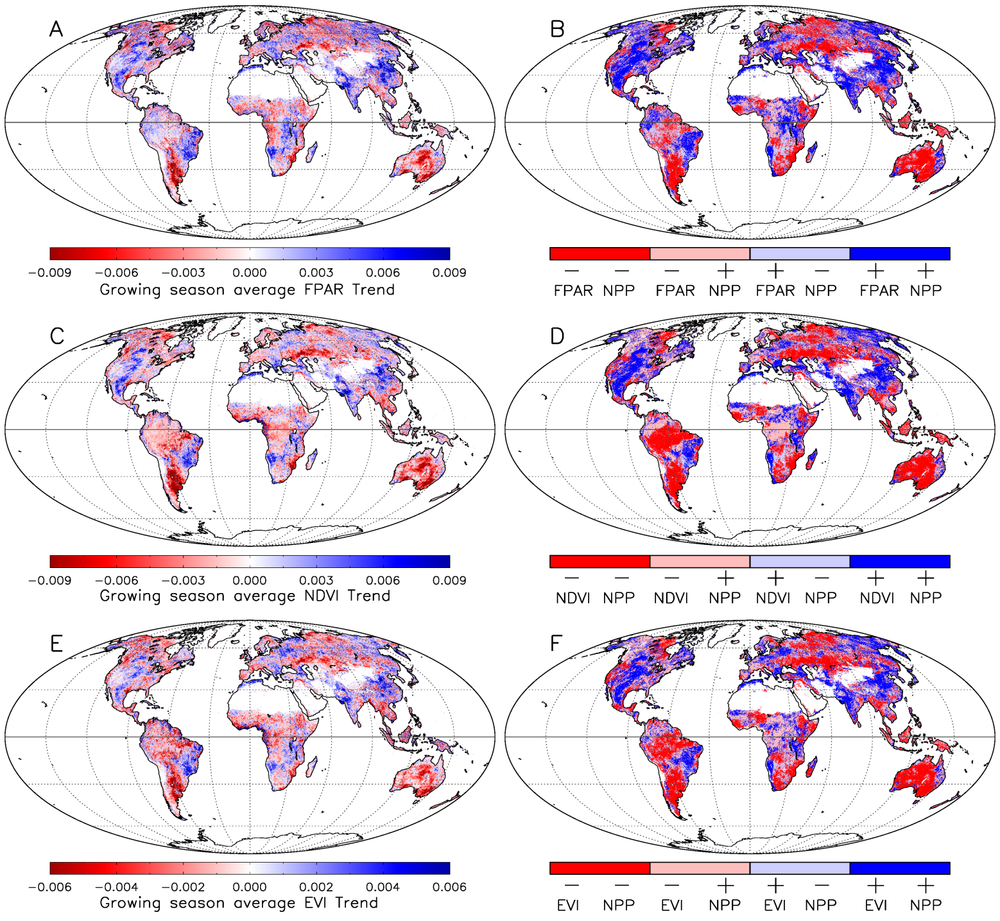 A
B
-0.009 -0.006 -0.003 0.000 0.003 0.006 0.009
Growing season average FPAR Trend
− − − + + − + +
FPAR NPP FPAR NPP FPAR NPP FPAR NPP
C
D
-0.009 -0.006 -0.003 0.000 0.003 0.006 0.009
Growing season average NDVI Trend
− − − + + − + +
NDVI NPP NDVI NPP NDVI NPP NDVI NPP
E
F
-0.006 -0.004 -0.002 0.000 0.002 0.004 0.006
Growing season average EVI Trend
− − − + + − + +
EVI NPP EVI NPP EVI NPP EVI NPP